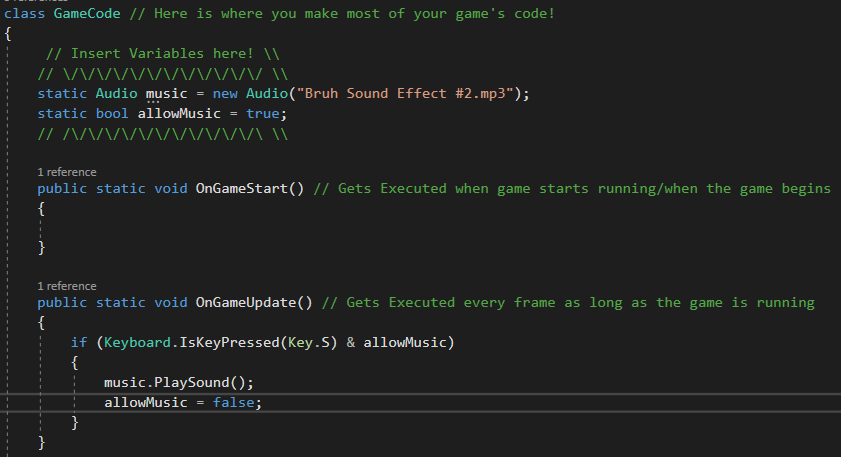 class GameCode // Here is where you make most of your game's code!
{
// Insert Variables here! \\
// \/\/\/\/\/\/\/\/\/\/\/\/ \\
static Audio music = new Audio("Bruh Sound Effect #2.mp3");
static bool allowMusic = true;
// /\/\/\/\/\/\/\/\/\/\/\/\ \\
1 reference
public static void OnGameStart() // Gets Executed when game starts running/when the game begins
{
}
1 reference
public static void OnGameUpdate() // Gets Executed every frame as long as the game is running
{
if (Keyboard.IsKeyPressed(Key.S) & allowMusic)
{
music.PlaySound();
allowMusic = false;
}
}